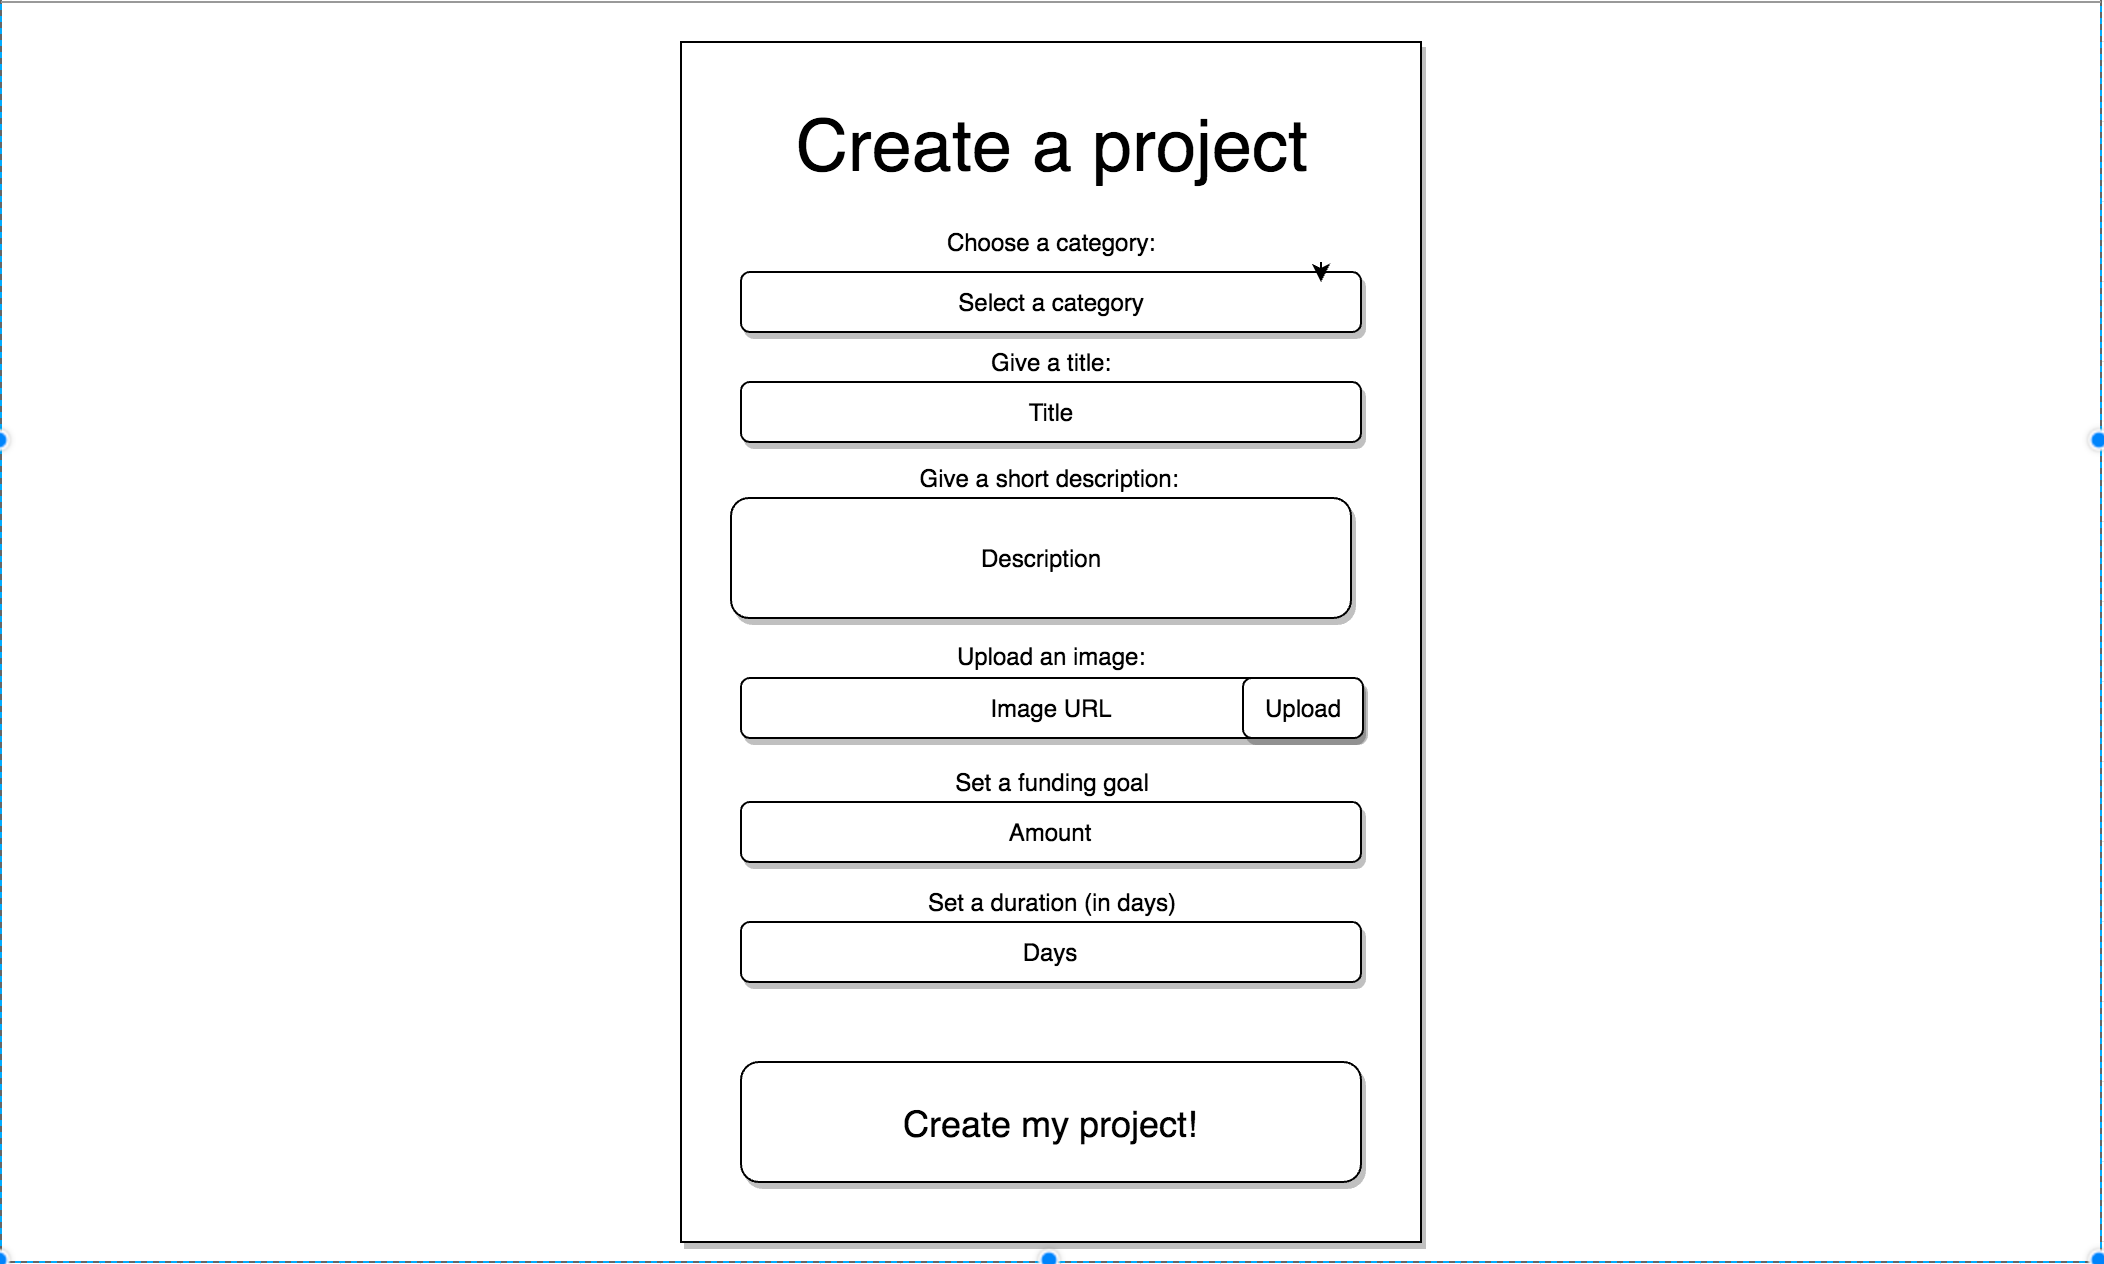 Create a project
Choose a category:
Select a category
Give a title:
Title
Give a short description:
Description
Upload an image:
Image URL
Upload
Set a funding goal
Amount
Set a duration (in days)
Days
Create my project!